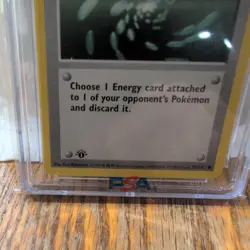 Choose 1 Energy card attached
to 1 of your opponent's Pokémon
and discard it.
PSA